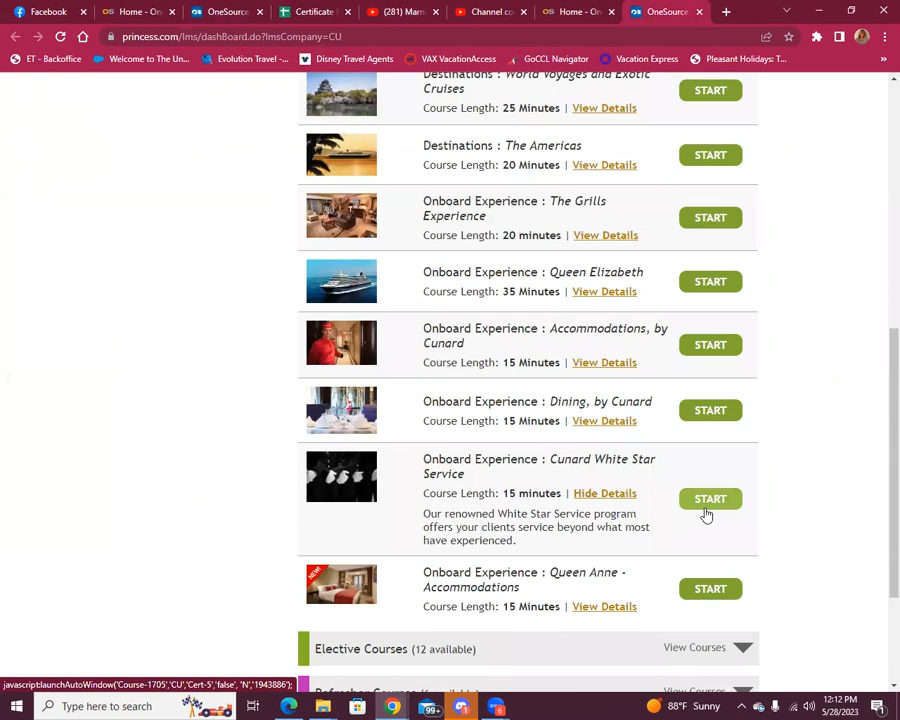 Facebook
Home - On
OneSource
Certificate
(281) Marn
Channel co
Home - On
OneSource
princess.com/lms/dashBoard.do?lmsCompany=CU
ET - Backoffice
Welcome to The Un...
Evolution Travel -...
Disney Travel Agents
VAX VacationAccess
GoCCL Navigator
Vacation Express
Pleasant Holidays: T...
Destinations : World Voyages and Exotic
Cruises
Course Length: 25 Minutes | View Details
START
Destinations : The Americas
Course Length: 20 Minutes | View Details
START
Onboard Experience : The Grills
Experience
Course Length: 20 minutes | View Details
START
Onboard Experience : Queen Elizabeth
Course Length: 35 Minutes | View Details
START
Onboard Experience : Accommodations, by
Cunard
Course Length: 15 Minutes | View Details
START
Onboard Experience : Dining, by Cunard
Course Length: 15 Minutes | View Details
START
Onboard Experience : Cunard White Star
Service
Course Length: 15 minutes | Hide Details
Our renowned White Star Service program
offers your clients service beyond what most
have experienced.
START
NEW!
Onboard Experience : Queen Anne -
Accommodations
Course Length: 15 Minutes | View Details
START
Elective Courses (12 available)
View Courses
javascript:launchAutoWindow('Course-1705','CU','Cert-5','false', 'N','1943886');
Type here to search
99+
88°F Sunny
12:12 PM
5/28/2023